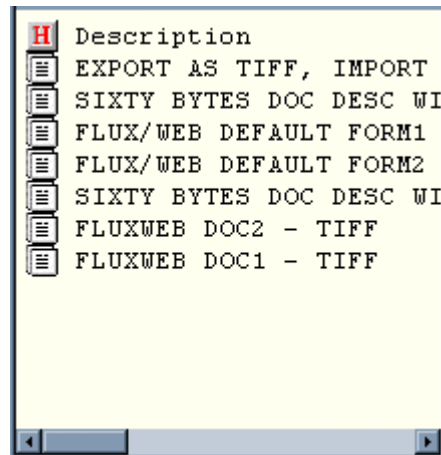 H Description
EXPORT AS TIFF, IMPORT
SIXTY BYTES DOC DESC WI
FLUX/WEB DEFAULT FORM1
FLUX/WEB DEFAULT FORM2
SIXTY BYTES DOC DESC WI
FLUXWEB DOC2 - TIFF
FLUXWEB DOC1 - TIFF